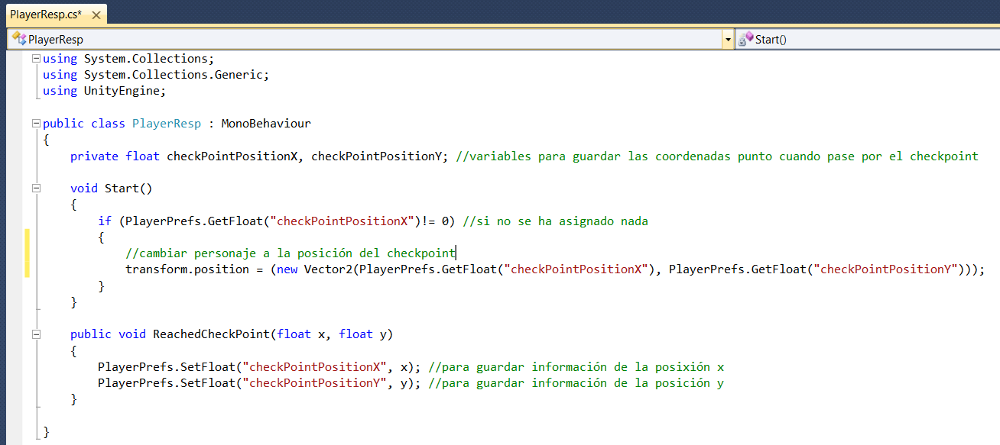 PlayerResp.cs*
PlayerResp
Start()
using System.Collections;
using System.Collections.Generic;
using UnityEngine;
public class PlayerResp : MonoBehaviour
{
private float checkPointPositionX, checkPointPositionY; //variables para guardar las coordenadas punto cuando pase por el checkpoint
void Start()
{
if (PlayerPrefs.GetFloat("checkPointPositionX")!= 0) //si no se ha asignado nada
{
//cambiar personaje a la posición del checkpoint
transform.position = (new Vector2(PlayerPrefs.GetFloat("checkPointPositionX"), PlayerPrefs.GetFloat("checkPointPositionY")));
}
}
public void ReachedCheckPoint(float x, float y)
{
PlayerPrefs.SetFloat("checkPointPositionX", x); //para guardar información de la posixión x
PlayerPrefs.SetFloat("checkPointPositionY", y); //para guardar información de la posición y
}
}